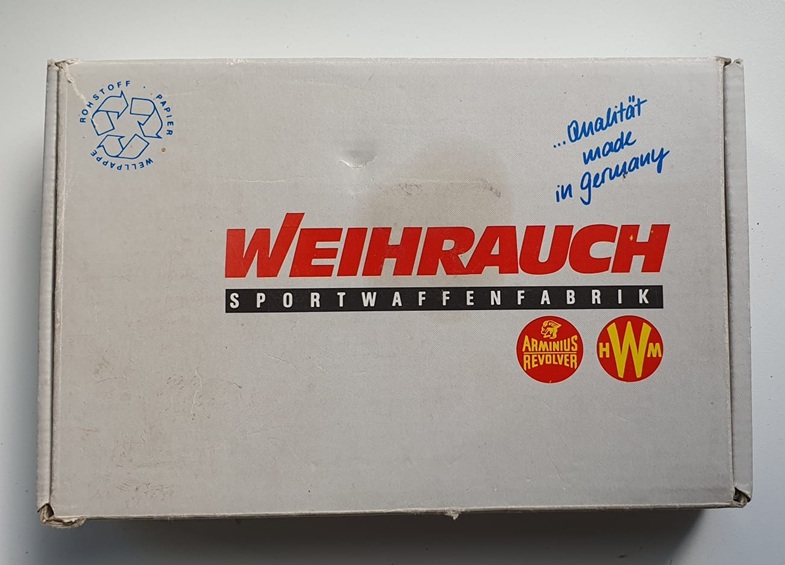 ROHSTOFF · PAPIER · WELLPAPPE
...Qualität
made
in germany
WEIHRAUCH
SPORTWAFFENFABRIK
ARMINIUS
REVOLVER
HWM